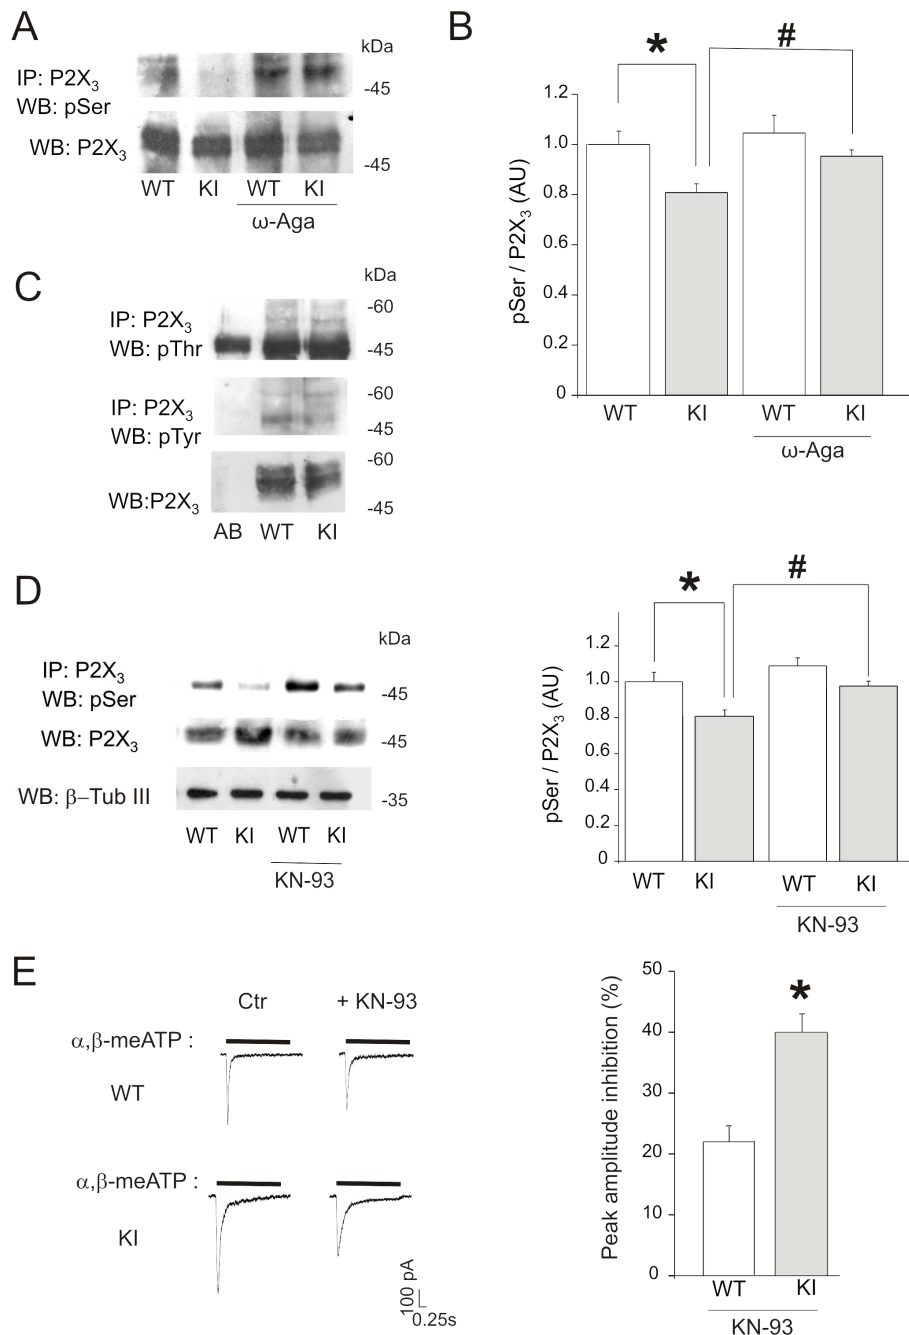 A
kDa
IP: P2X3
WB: pSer
-45
WB: P2X3
-45
WT KI WT KI
ω-Aga
B
* #
pSer / P2X3 (AU)
1.2
1.0
0.8
0.6
0.4
0.2
0
WT KI WT KI
ω-Aga
C
kDa
-60
IP: P2X3
WB: pThr
-45
-60
IP: P2X3
WB: pTyr
-45
-60
WB:P2X3
-45
AB WT KI
D
kDa
IP: P2X3
WB: pSer
-45
WB: P2X3
-45
WB: β–Tub III
-35
WT KI WT KI
KN-93
* #
pSer / P2X3 (AU)
1.2
1.0
0.8
0.6
0.4
0.2
0
WT KI WT KI
KN-93
E
Ctr + KN-93
α,β-meATP :
WT
α,β-meATP :
KI
100 pA
0.25s
Peak amplitude inhibition (%)
50
40
30
20
10
0
*
WT KI
KN-93